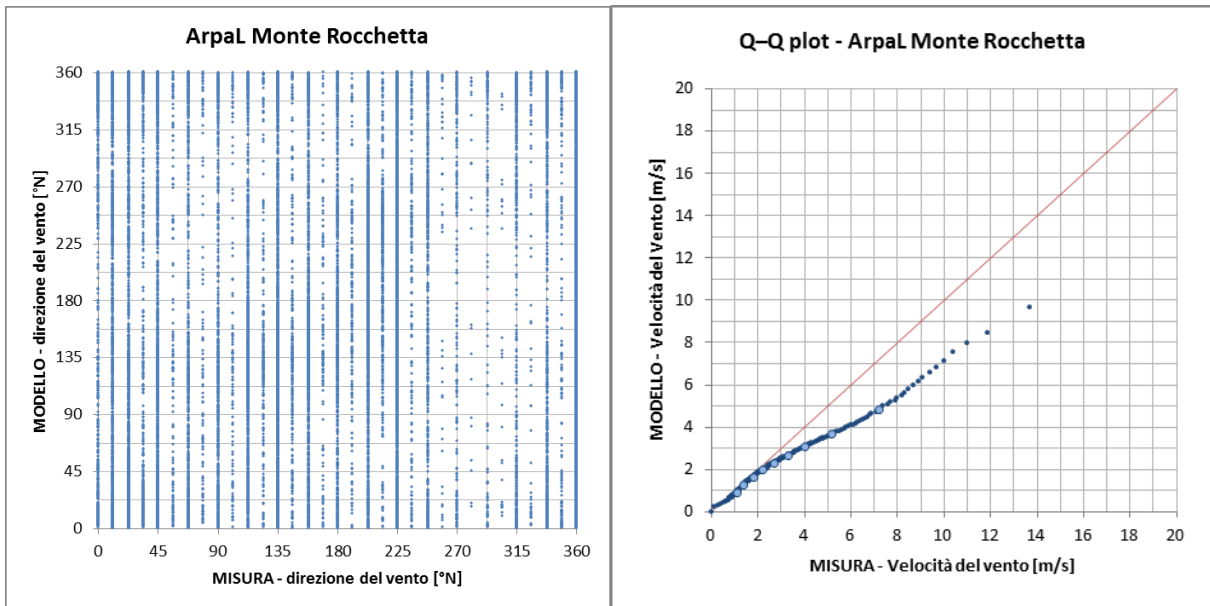 ArpaL Monte Rocchetta
MODELLO - direzione del vento [°N]
360
315
270
225
180
135
90
45
0
0 45 90 135 180 225 270 315 360
MISURA - direzione del vento [°N]
Q–Q plot - ArpaL Monte Rocchetta
MODELLO - Velocità del Vento [m/s]
20
18
16
14
12
10
8
6
4
2
0
0 2 4 6 8 10 12 14 16 18 20
MISURA - Velocità del vento [m/s]